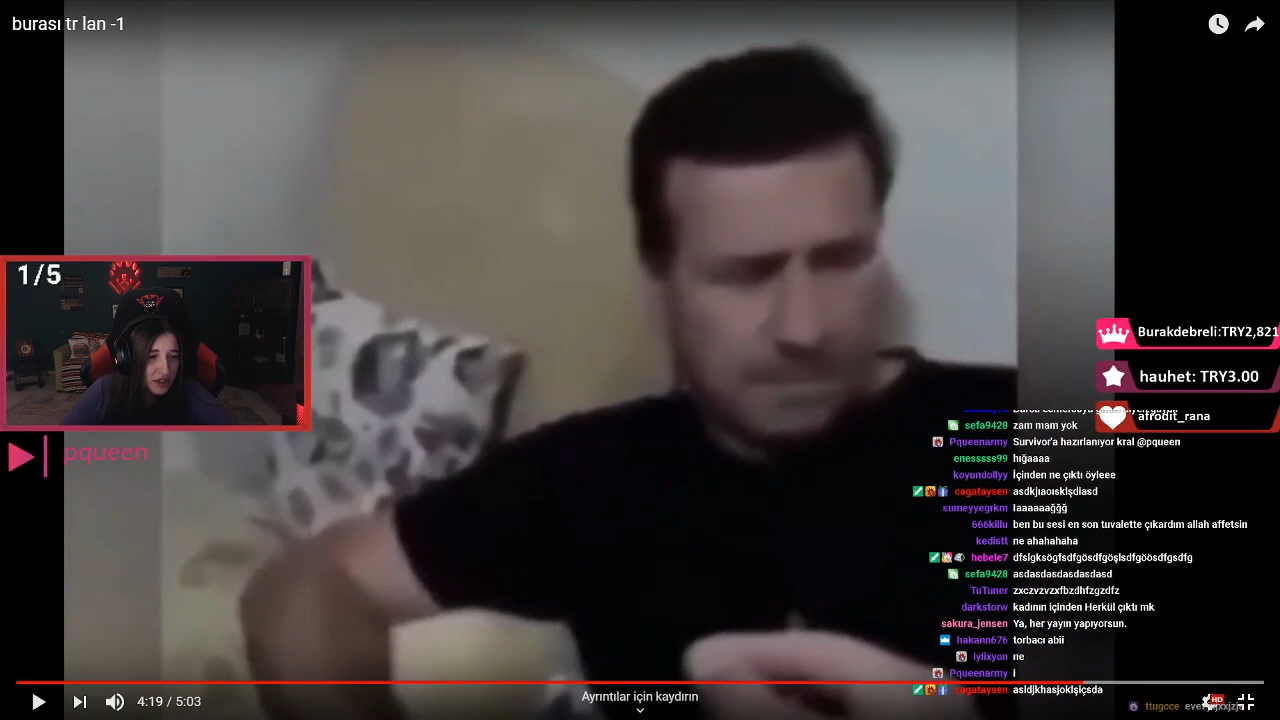 burası tr lan -1
1/5
pqueen
Burakdebreli:TRY2,821
hauhet: TRY3.00
afrodit_rana
sefa9428 zam mam yok
Pqueenarmy Survivor'a hazırlanıyor kral @pqueen
enesssss99 hığaaaa
koyundollyy İçinden ne çıktı öyleee
cagataysen asdkjıaoısklşdiasd
sumeyyegrkm Iaaaaaağğğ
666killu ben bu sesi en son tuvalette çıkardım allah affetsin
kedistt ne ahahahaha
hebele7 dfslgksögfsdfgösdfgöşlsdfgöösdfgsdfg
sefa9428 asdasdasdasdasdasd
TuTuner zxczvzvzxfbzdhfzgzdfz
darkstorw kadının içinden Herkül çıktı mk
sakura_jensen Ya, her yayın yapıyorsun.
hakann676 torbacı abii
lylixyon ne
Pqueenarmy i
cagataysen asldjkhasjoklşiçsda
ttugcce
4:19 / 5:03
Ayrıntılar için kaydırın
HD